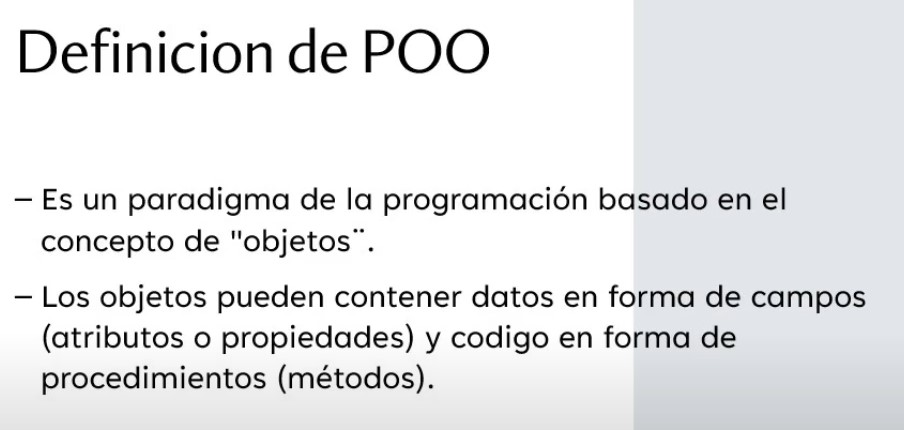 Definicion de POO
– Es un paradigma de la programación basado en el
concepto de "objetos¨.
– Los objetos pueden contener datos en forma de campos
(atributos o propiedades) y codigo en forma de
procedimientos (métodos).